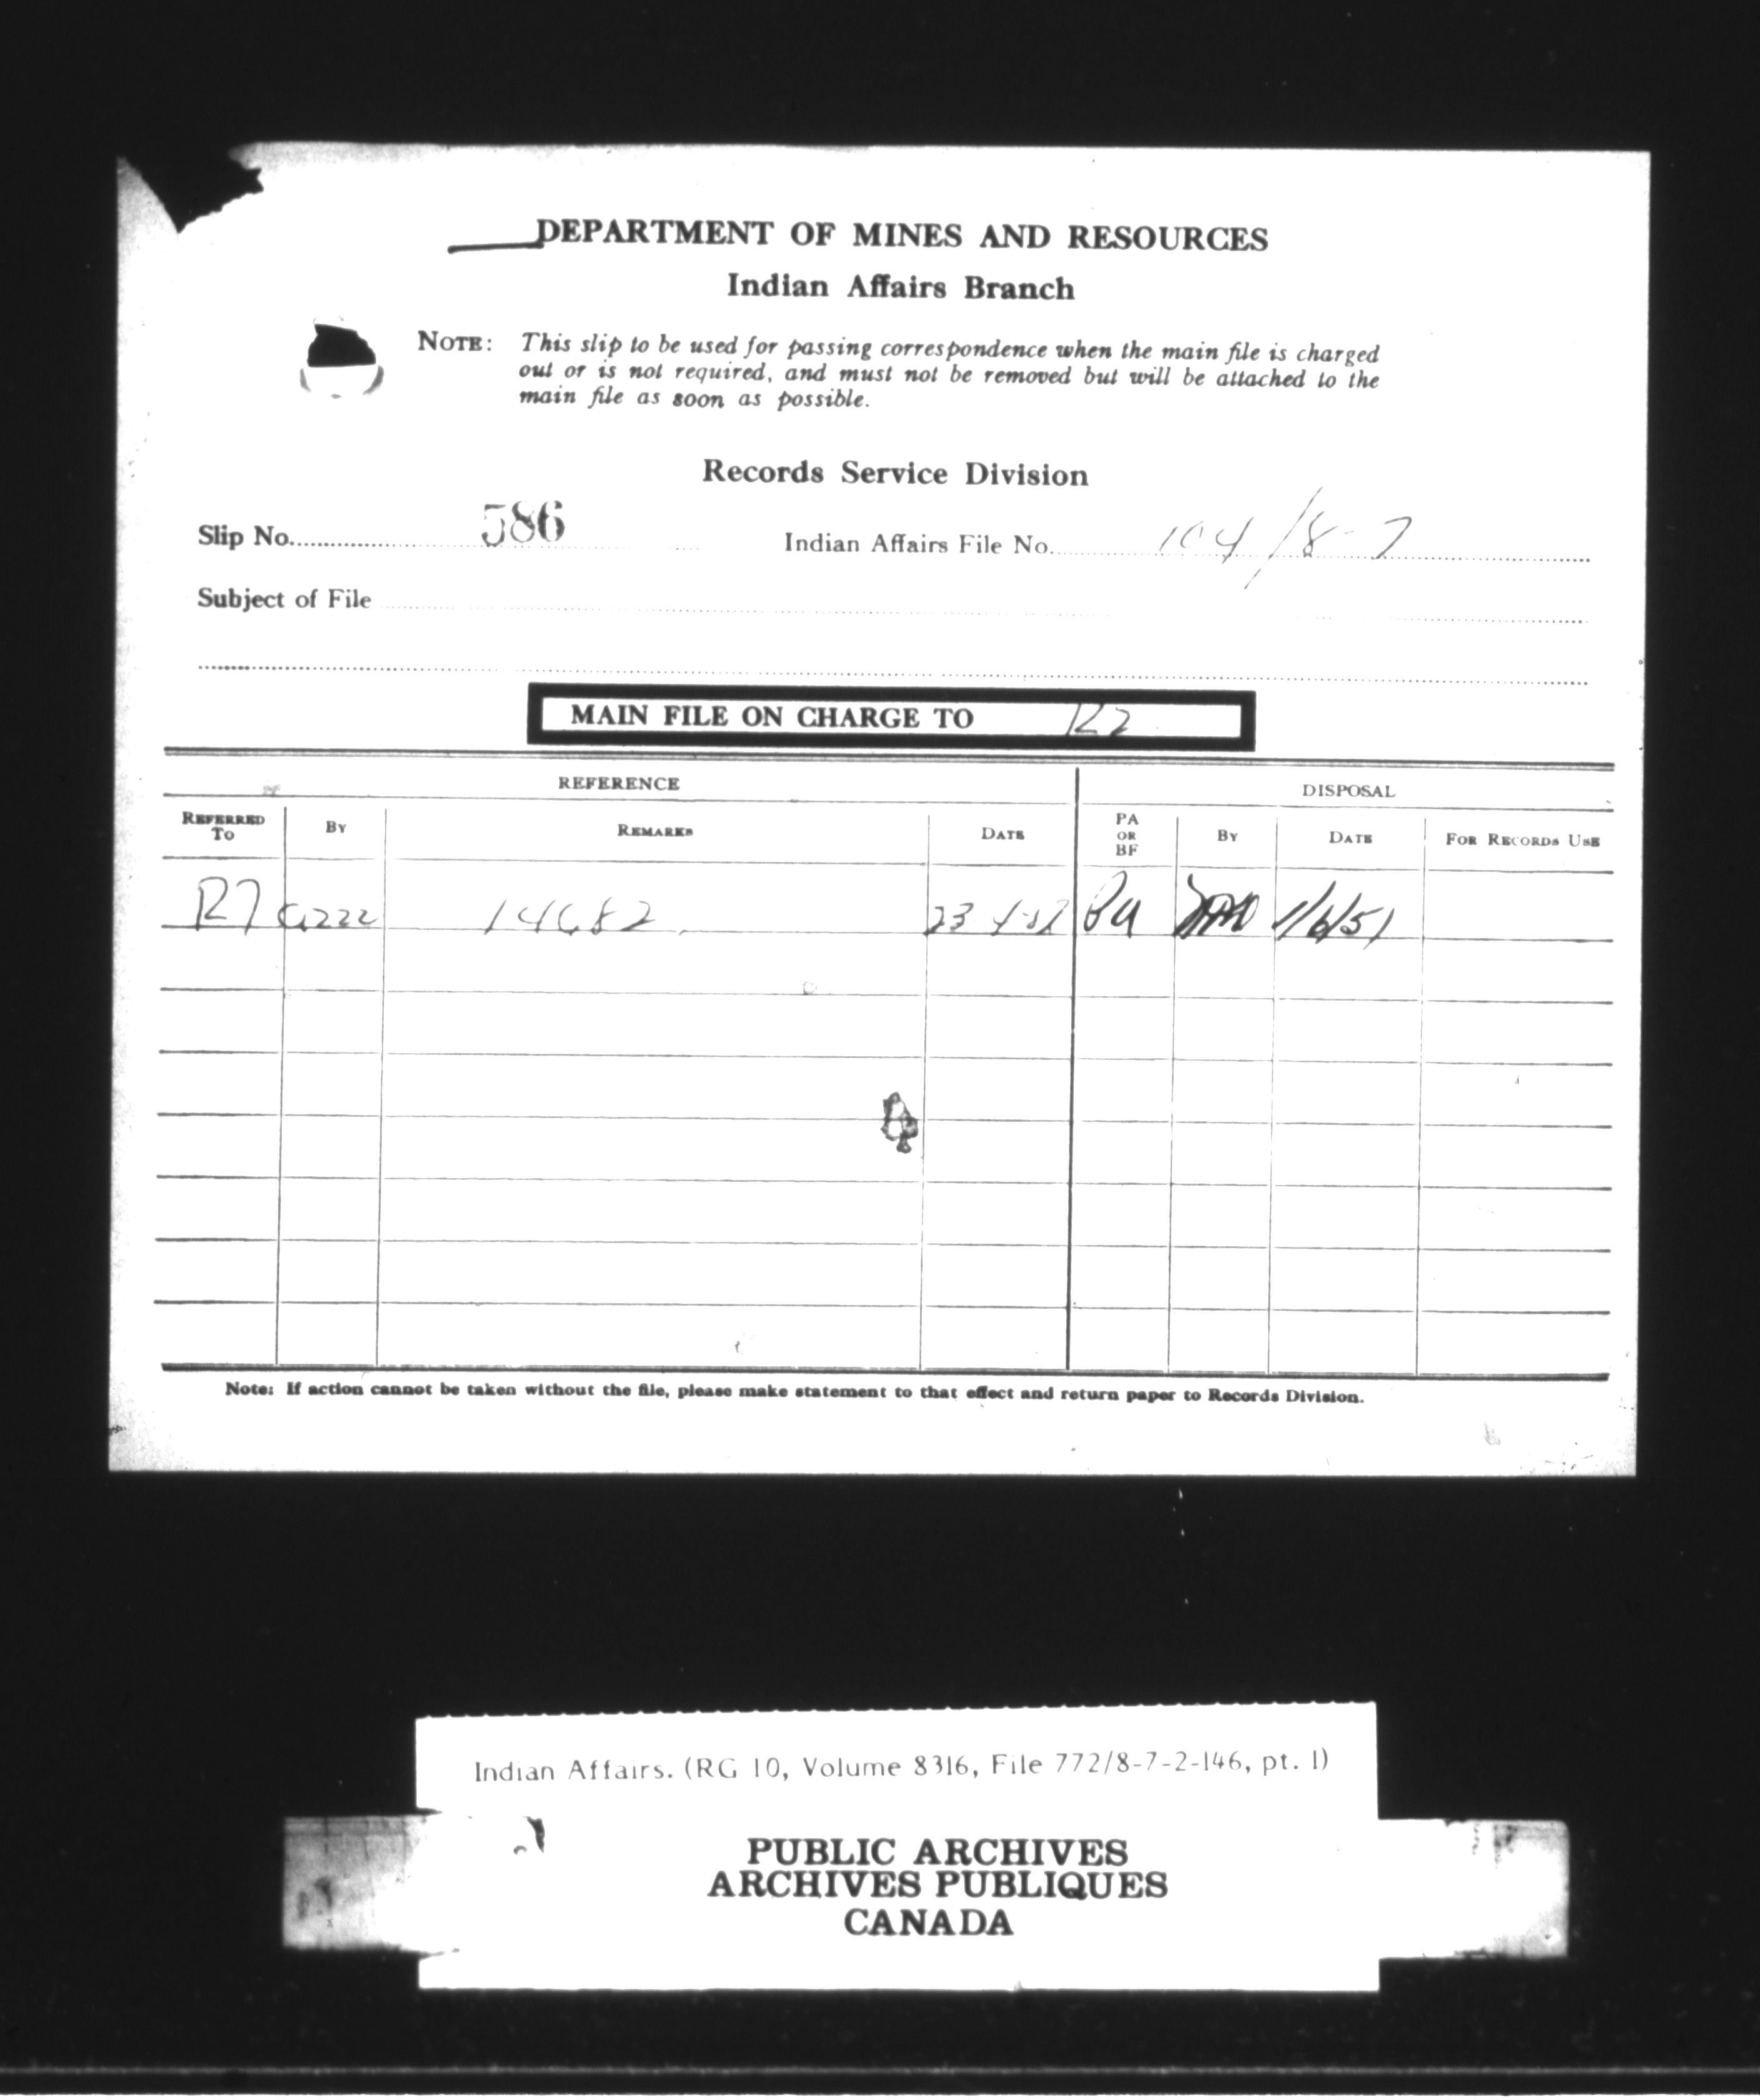 DEPARTMENT OF MINES AND RESOURCES
Indian Affairs Branch
NOTE: This slip to be used for passing correspondence when the main file is charged
out or is not required, and must not be removed but will be attached to the
main file as soon as possible.
Records Service Division
Slip No. 586 Indian Affairs File No. 104/8-7
Subject of File
MAIN FILE ON CHARGE TO R2
REFERENCE DISPOSAL
REFERRED TO BY REMARKS DATE PA OR BF BY DATE FOR RECORDS USE
R7 14682 23 PA 1/6/51
Note: If action cannot be taken without the file, please make statement to that effect and return paper to Records Division.
Indian Affairs. (RG 10, Volume 8316, File 772/8-7-2-146, pt. 1)
PUBLIC ARCHIVES
ARCHIVES PUBLIQUES
CANADA